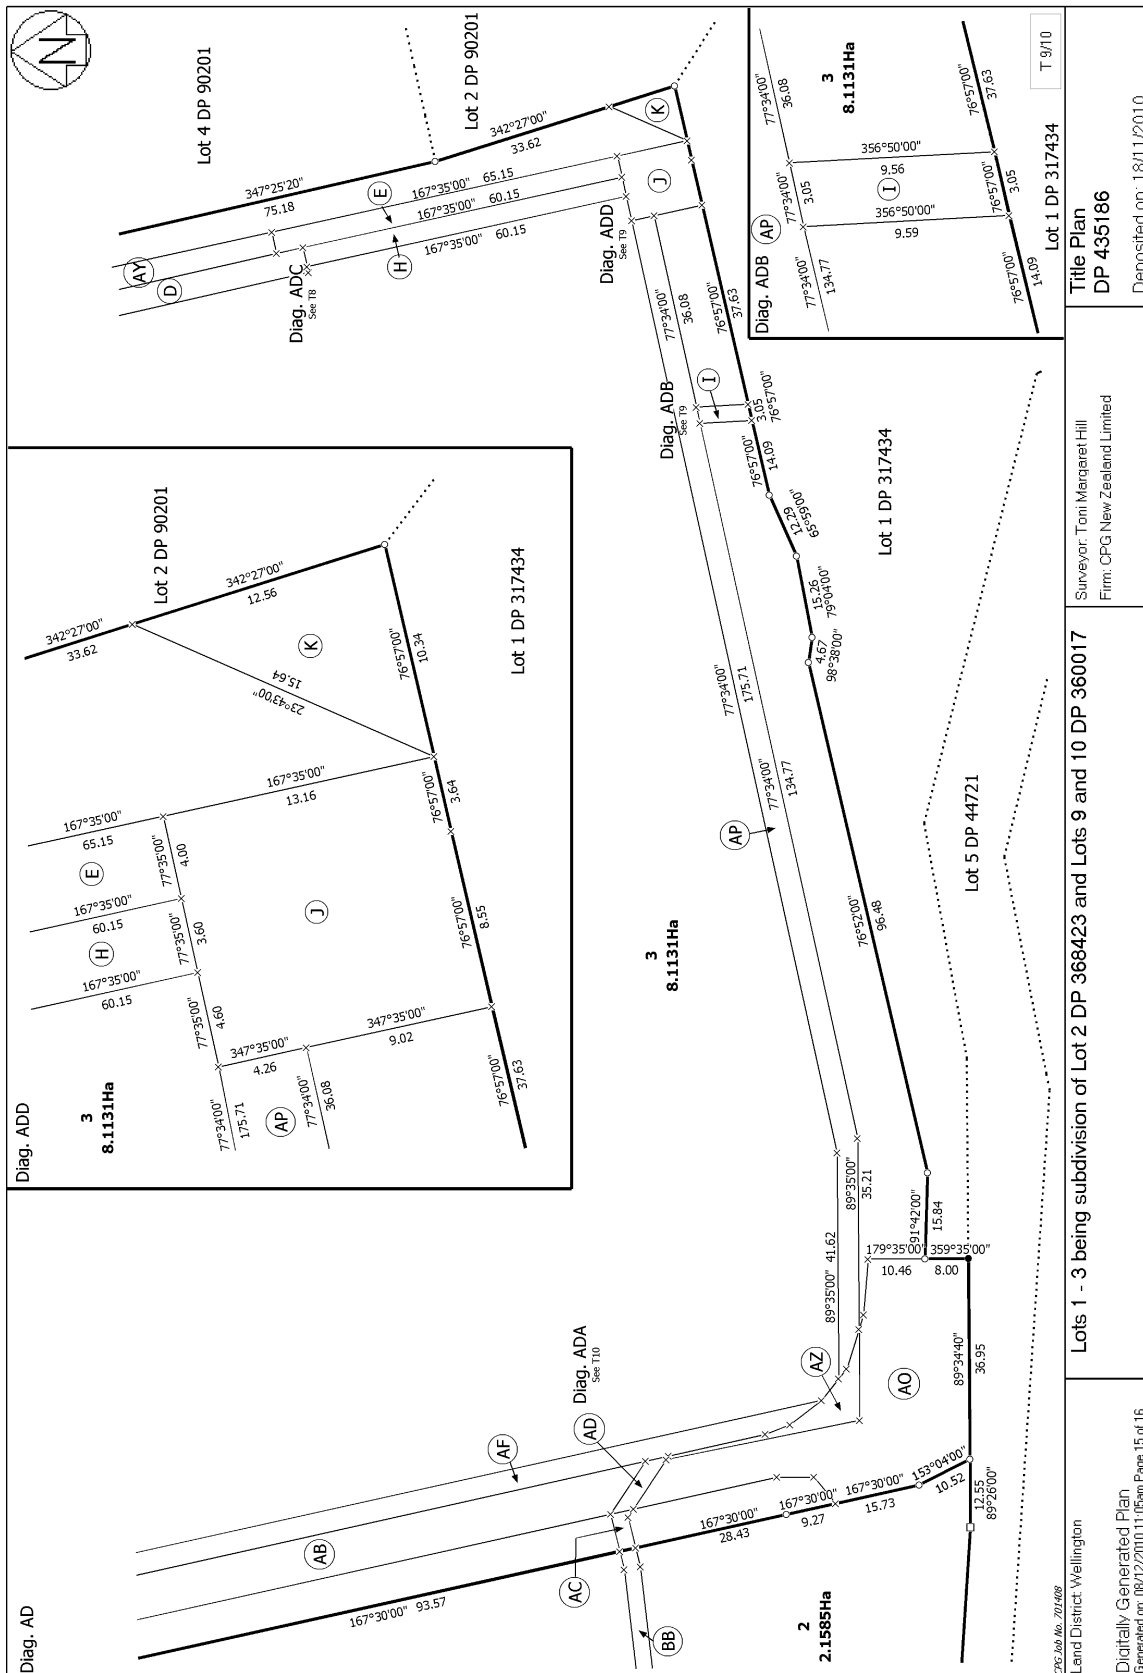 Diag. AD
N
Lot 4 DP 90201
Lot 2 DP 90201
347°25'20"
75.18
342°27'00"
33.62
AY
D
E
H
K
J
167°35'00" 65.15
167°35'00" 60.15
167°35'00" 60.15
Diag. ADC
See T8
Diag. ADD
See T9
77°34'00"
36.08
76°57'00"
37.63
Diag. ADB
See T9
I
3.05
76°57'00"
76°57'00"
14.09
12.29
65°59'00"
15.26
79°04'00"
4.67
98°38'00"
Lot 1 DP 317434
77°34'00"
175.71
77°34'00"
134.77
AP
3
8.1131Ha
76°52'00"
96.48
Lot 5 DP 44721
89°35'00" 41.62
89°35'00"
35.21
91°42'00"
15.84
179°35'00"
10.46
359°35'00"
8.00
89°34'40"
36.95
AZ
AO
Diag. ADA
See T10
AD
AF
AB
AC
BB
167°30'00" 93.57
167°30'00"
28.43
167°30'00"
9.27
167°30'00"
15.73
153°04'00"
10.52
12.55
89°26'00"
2
2.1585Ha
Diag. ADD
Lot 2 DP 90201
342°27'00"
33.62
342°27'00"
12.56
K
15.64
23°43'00"
76°57'00"
10.34
Lot 1 DP 317434
167°35'00"
65.15
E
167°35'00"
60.15
H
167°35'00"
60.15
77°35'00"
4.00
77°35'00"
3.60
77°35'00"
4.60
167°35'00"
13.16
76°57'00"
3.64
J
76°57'00"
8.55
347°35'00"
4.26
347°35'00"
9.02
77°34'00"
175.71
AP
77°34'00"
36.08
76°57'00"
37.63
3
8.1131Ha
Diag. ADB
AP
77°34'00"
36.08
3
8.1131Ha
77°34'00"
3.05
77°34'00"
134.77
356°50'00"
9.56
I
356°50'00"
9.59
76°57'00"
37.63
76°57'00"
3.05
76°57'00"
14.09
Lot 1 DP 317434
T 9/10
CPG Job No. 701408
Land District: Wellington
Digitally Generated Plan
Generated on: 08/12/2010 11:05am Page 15 of 16
Lots 1 - 3 being subdivision of Lot 2 DP 368423 and Lots 9 and 10 DP 360017
Surveyor: Toni Margaret Hill
Firm: CPG New Zealand Limited
Title Plan
DP 435186
Deposited on: 18/11/2010